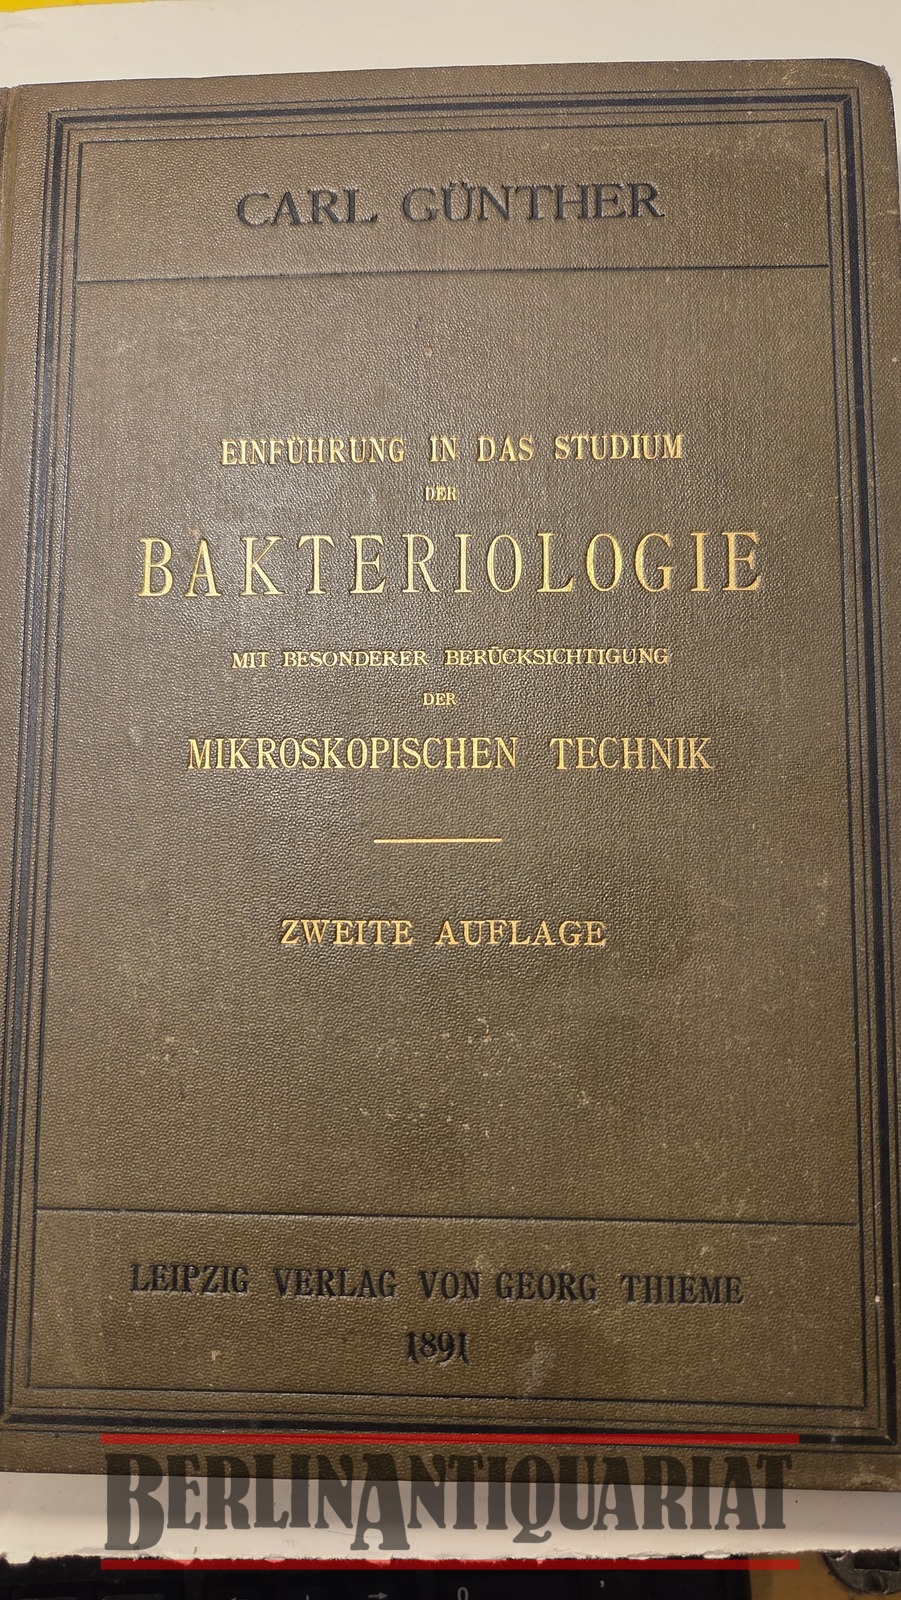 CARL GÜNTHER
EINFÜHRUNG IN DAS STUDIUM
DER
BAKTERIOLOGIE
MIT BESONDERER BERÜCKSICHTIGUNG
DER
MIKROSKOPISCHEN TECHNIK
ZWEITE AUFLAGE
LEIPZIG VERLAG VON GEORG THIEME
1891
BERLINANTIQUARIAT